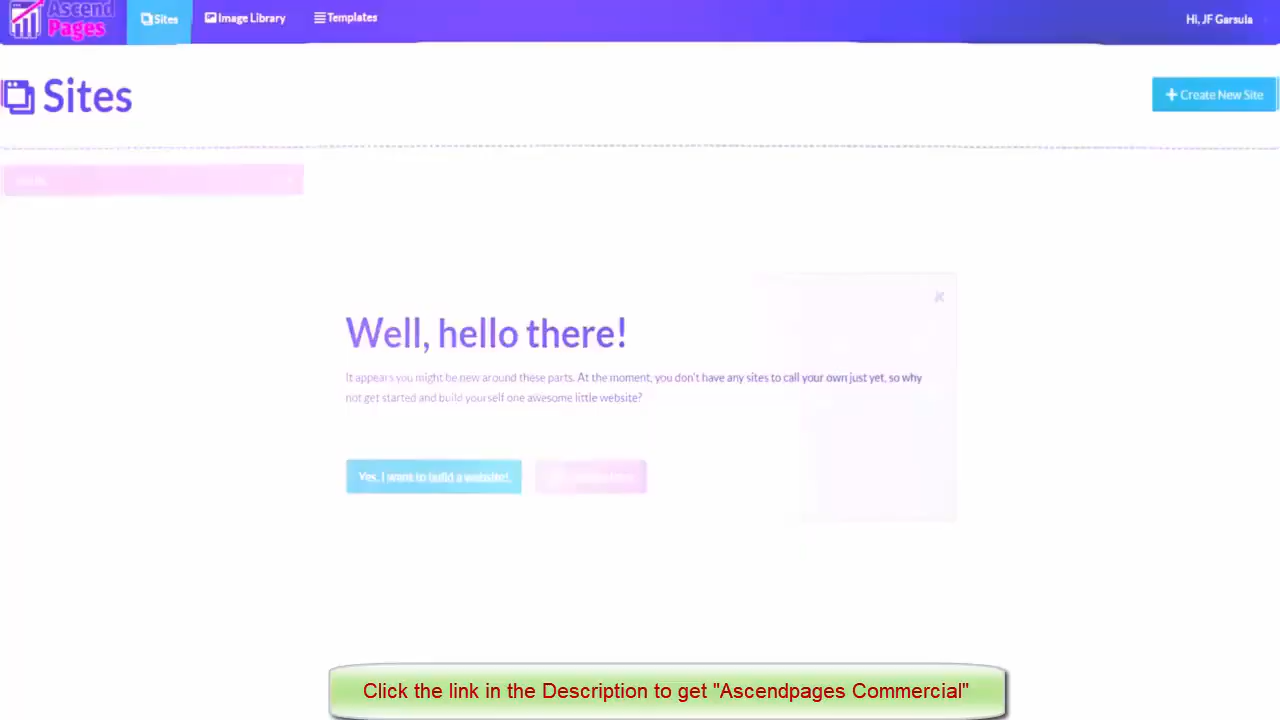 Ascend
Pages
Sites
Image Library
Templates
Hi, JF Garsula
Sites
Create New Site
Well, hello there!
It appears you might be new around these parts. At the moment, you don't have any sites to call your own just yet, so why
not get started and build yourself one awesome little website?
Yes, I want to build a website!
Click the link in the Description to get "Ascendpages Commercial"